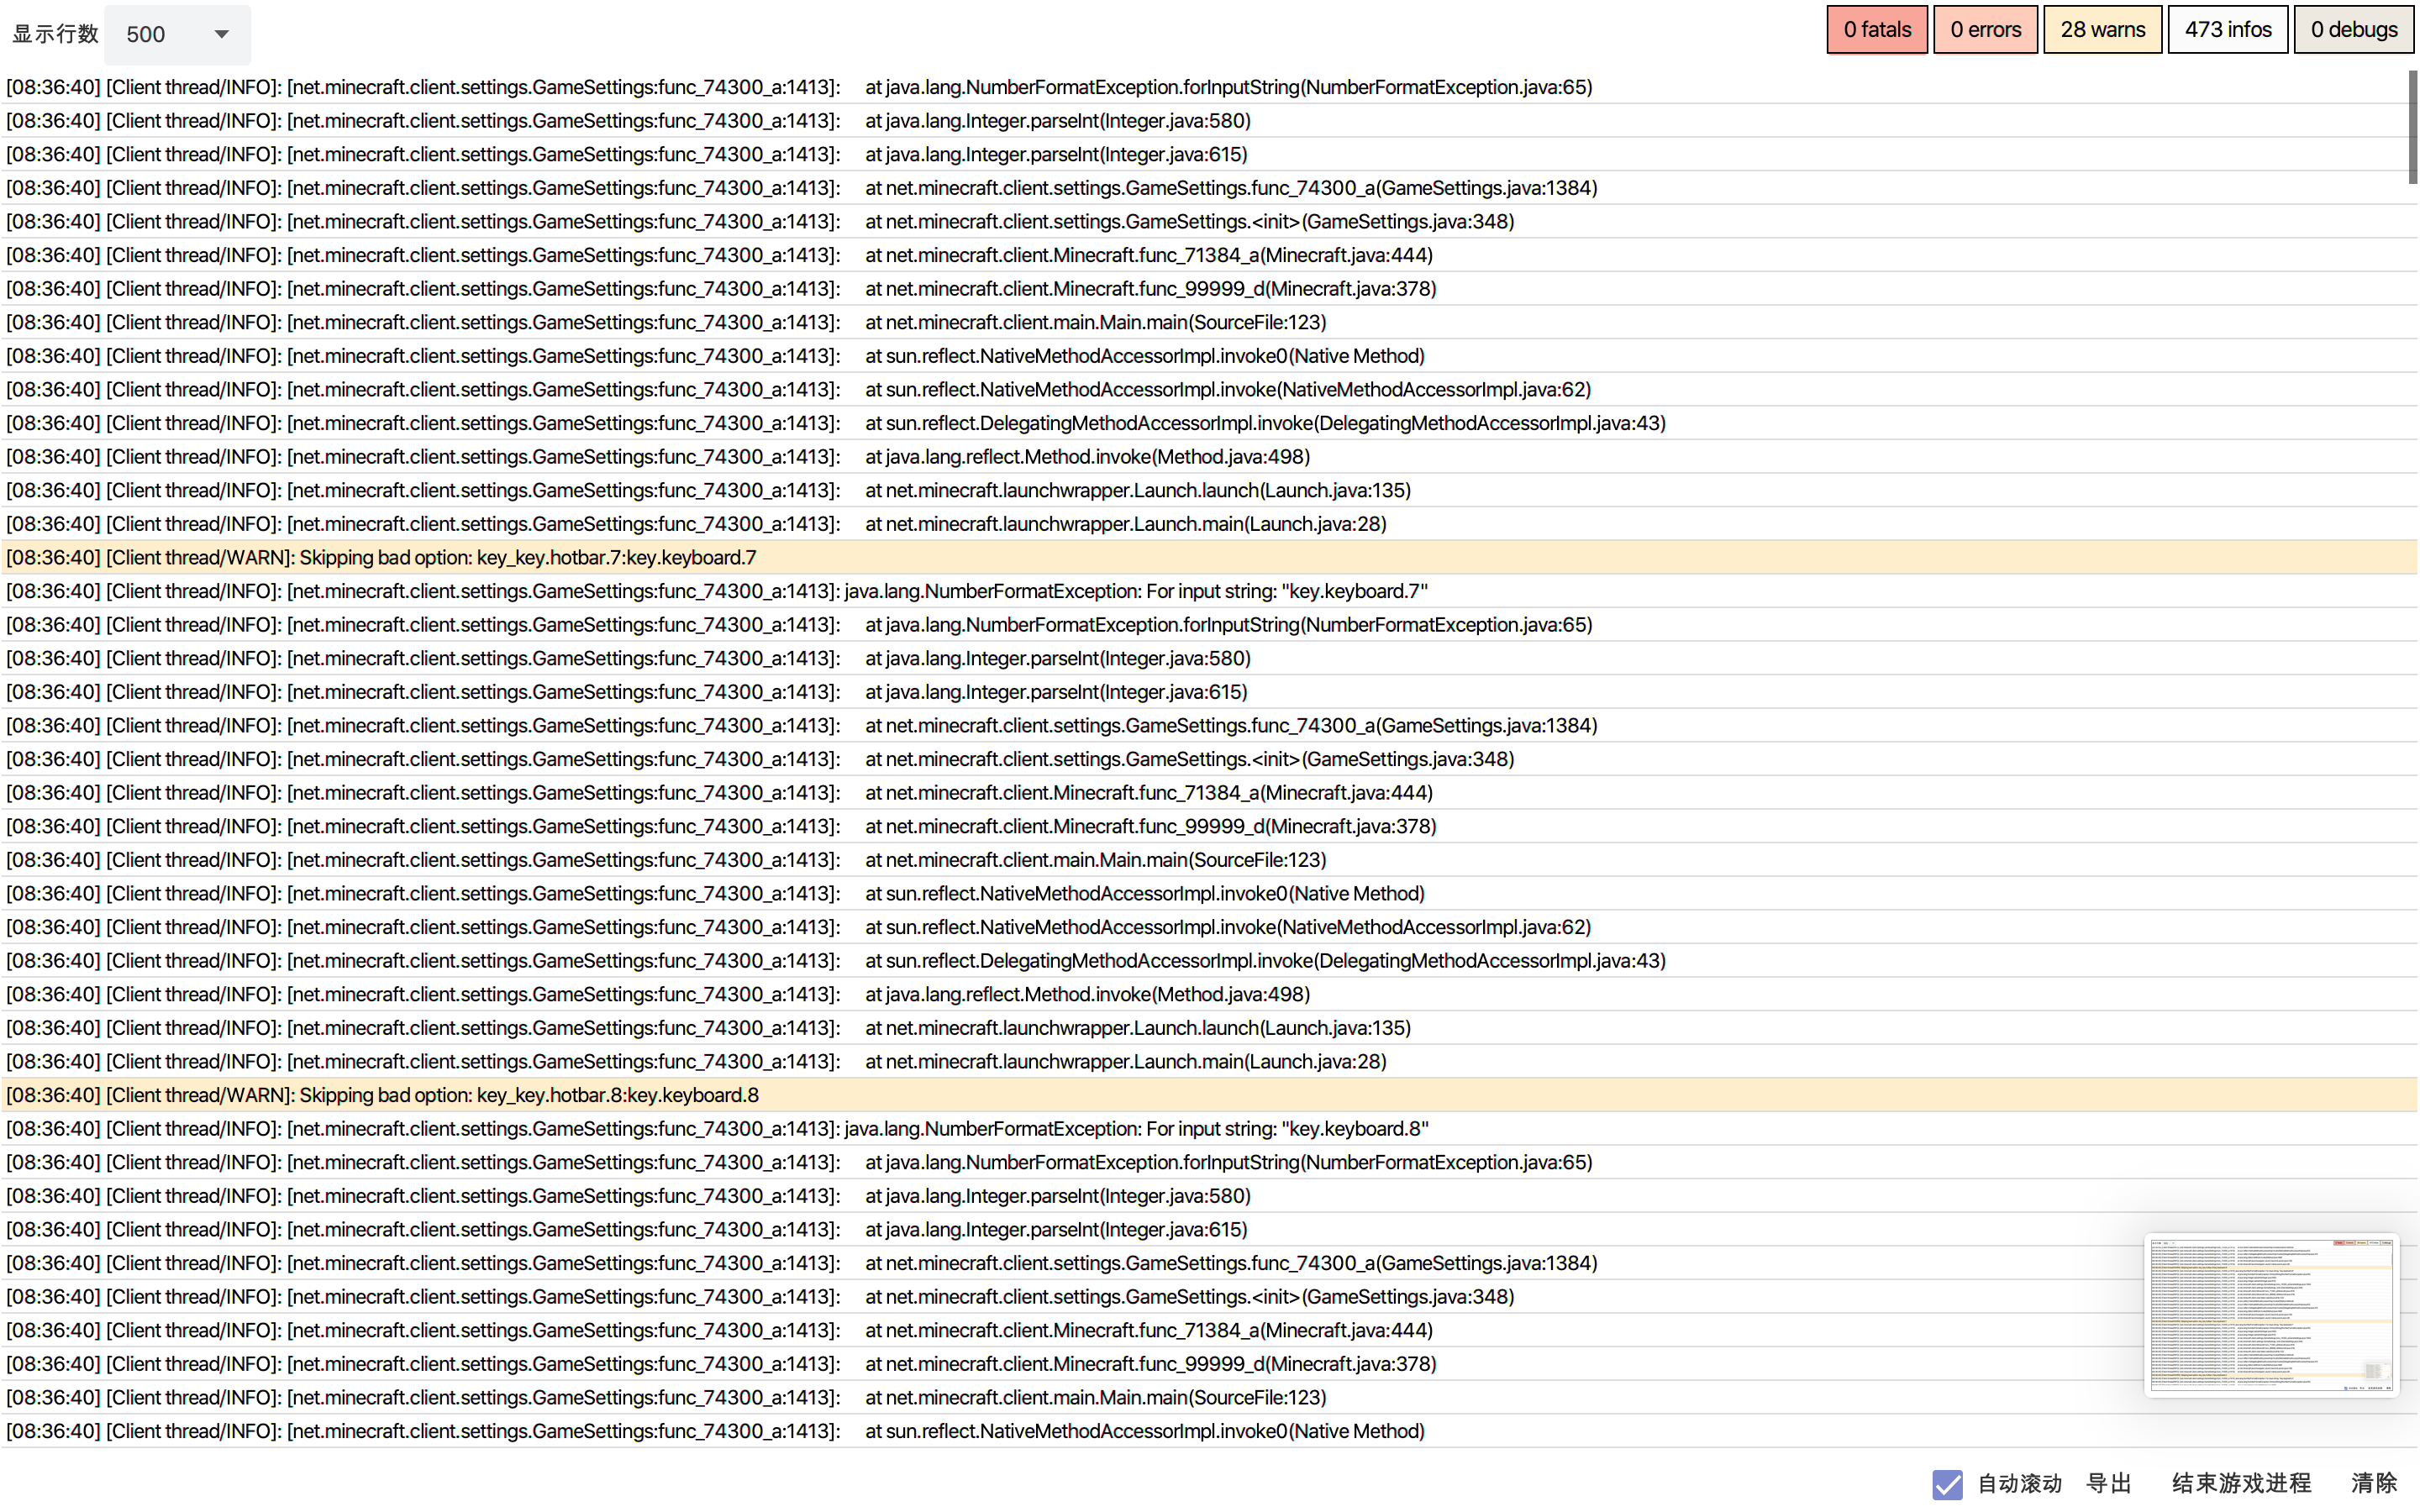 显示行数 500 0 fatals 0 errors 28 warns 473 infos 0 debugs
[08:36:40] [Client thread/INFO]: [net.minecraft.client.settings.GameSettings:func_74300_a:1413]: at java.lang.NumberFormatException.forInputString(NumberFormatException.java:65)
[08:36:40] [Client thread/INFO]: [net.minecraft.client.settings.GameSettings:func_74300_a:1413]: at java.lang.Integer.parseInt(Integer.java:580)
[08:36:40] [Client thread/INFO]: [net.minecraft.client.settings.GameSettings:func_74300_a:1413]: at java.lang.Integer.parseInt(Integer.java:615)
[08:36:40] [Client thread/INFO]: [net.minecraft.client.settings.GameSettings:func_74300_a:1413]: at net.minecraft.client.settings.GameSettings.func_74300_a(GameSettings.java:1384)
[08:36:40] [Client thread/INFO]: [net.minecraft.client.settings.GameSettings:func_74300_a:1413]: at net.minecraft.client.settings.GameSettings.<init>(GameSettings.java:348)
[08:36:40] [Client thread/INFO]: [net.minecraft.client.settings.GameSettings:func_74300_a:1413]: at net.minecraft.client.Minecraft.func_71384_a(Minecraft.java:444)
[08:36:40] [Client thread/INFO]: [net.minecraft.client.settings.GameSettings:func_74300_a:1413]: at net.minecraft.client.Minecraft.func_99999_d(Minecraft.java:378)
[08:36:40] [Client thread/INFO]: [net.minecraft.client.settings.GameSettings:func_74300_a:1413]: at net.minecraft.client.main.Main.main(SourceFile:123)
[08:36:40] [Client thread/INFO]: [net.minecraft.client.settings.GameSettings:func_74300_a:1413]: at sun.reflect.NativeMethodAccessorImpl.invoke0(Native Method)
[08:36:40] [Client thread/INFO]: [net.minecraft.client.settings.GameSettings:func_74300_a:1413]: at sun.reflect.NativeMethodAccessorImpl.invoke(NativeMethodAccessorImpl.java:62)
[08:36:40] [Client thread/INFO]: [net.minecraft.client.settings.GameSettings:func_74300_a:1413]: at sun.reflect.DelegatingMethodAccessorImpl.invoke(DelegatingMethodAccessorImpl.java:43)
[08:36:40] [Client thread/INFO]: [net.minecraft.client.settings.GameSettings:func_74300_a:1413]: at java.lang.reflect.Method.invoke(Method.java:498)
[08:36:40] [Client thread/INFO]: [net.minecraft.client.settings.GameSettings:func_74300_a:1413]: at net.minecraft.launchwrapper.Launch.launch(Launch.java:135)
[08:36:40] [Client thread/INFO]: [net.minecraft.client.settings.GameSettings:func_74300_a:1413]: at net.minecraft.launchwrapper.Launch.main(Launch.java:28)
[08:36:40] [Client thread/WARN]: Skipping bad option: key_key.hotbar.7:key.keyboard.7
[08:36:40] [Client thread/INFO]: [net.minecraft.client.settings.GameSettings:func_74300_a:1413]: java.lang.NumberFormatException: For input string: "key.keyboard.7"
[08:36:40] [Client thread/INFO]: [net.minecraft.client.settings.GameSettings:func_74300_a:1413]: at java.lang.NumberFormatException.forInputString(NumberFormatException.java:65)
[08:36:40] [Client thread/INFO]: [net.minecraft.client.settings.GameSettings:func_74300_a:1413]: at java.lang.Integer.parseInt(Integer.java:580)
[08:36:40] [Client thread/INFO]: [net.minecraft.client.settings.GameSettings:func_74300_a:1413]: at java.lang.Integer.parseInt(Integer.java:615)
[08:36:40] [Client thread/INFO]: [net.minecraft.client.settings.GameSettings:func_74300_a:1413]: at net.minecraft.client.settings.GameSettings.func_74300_a(GameSettings.java:1384)
[08:36:40] [Client thread/INFO]: [net.minecraft.client.settings.GameSettings:func_74300_a:1413]: at net.minecraft.client.settings.GameSettings.<init>(GameSettings.java:348)
[08:36:40] [Client thread/INFO]: [net.minecraft.client.settings.GameSettings:func_74300_a:1413]: at net.minecraft.client.Minecraft.func_71384_a(Minecraft.java:444)
[08:36:40] [Client thread/INFO]: [net.minecraft.client.settings.GameSettings:func_74300_a:1413]: at net.minecraft.client.Minecraft.func_99999_d(Minecraft.java:378)
[08:36:40] [Client thread/INFO]: [net.minecraft.client.settings.GameSettings:func_74300_a:1413]: at net.minecraft.client.main.Main.main(SourceFile:123)
[08:36:40] [Client thread/INFO]: [net.minecraft.client.settings.GameSettings:func_74300_a:1413]: at sun.reflect.NativeMethodAccessorImpl.invoke0(Native Method)
[08:36:40] [Client thread/INFO]: [net.minecraft.client.settings.GameSettings:func_74300_a:1413]: at sun.reflect.NativeMethodAccessorImpl.invoke(NativeMethodAccessorImpl.java:62)
[08:36:40] [Client thread/INFO]: [net.minecraft.client.settings.GameSettings:func_74300_a:1413]: at sun.reflect.DelegatingMethodAccessorImpl.invoke(DelegatingMethodAccessorImpl.java:43)
[08:36:40] [Client thread/INFO]: [net.minecraft.client.settings.GameSettings:func_74300_a:1413]: at java.lang.reflect.Method.invoke(Method.java:498)
[08:36:40] [Client thread/INFO]: [net.minecraft.client.settings.GameSettings:func_74300_a:1413]: at net.minecraft.launchwrapper.Launch.launch(Launch.java:135)
[08:36:40] [Client thread/INFO]: [net.minecraft.client.settings.GameSettings:func_74300_a:1413]: at net.minecraft.launchwrapper.Launch.main(Launch.java:28)
[08:36:40] [Client thread/WARN]: Skipping bad option: key_key.hotbar.8:key.keyboard.8
[08:36:40] [Client thread/INFO]: [net.minecraft.client.settings.GameSettings:func_74300_a:1413]: java.lang.NumberFormatException: For input string: "key.keyboard.8"
[08:36:40] [Client thread/INFO]: [net.minecraft.client.settings.GameSettings:func_74300_a:1413]: at java.lang.NumberFormatException.forInputString(NumberFormatException.java:65)
[08:36:40] [Client thread/INFO]: [net.minecraft.client.settings.GameSettings:func_74300_a:1413]: at java.lang.Integer.parseInt(Integer.java:580)
[08:36:40] [Client thread/INFO]: [net.minecraft.client.settings.GameSettings:func_74300_a:1413]: at java.lang.Integer.parseInt(Integer.java:615)
[08:36:40] [Client thread/INFO]: [net.minecraft.client.settings.GameSettings:func_74300_a:1413]: at net.minecraft.client.settings.GameSettings.func_74300_a(GameSettings.java:1384)
[08:36:40] [Client thread/INFO]: [net.minecraft.client.settings.GameSettings:func_74300_a:1413]: at net.minecraft.client.settings.GameSettings.<init>(GameSettings.java:348)
[08:36:40] [Client thread/INFO]: [net.minecraft.client.settings.GameSettings:func_74300_a:1413]: at net.minecraft.client.Minecraft.func_71384_a(Minecraft.java:444)
[08:36:40] [Client thread/INFO]: [net.minecraft.client.settings.GameSettings:func_74300_a:1413]: at net.minecraft.client.Minecraft.func_99999_d(Minecraft.java:378)
[08:36:40] [Client thread/INFO]: [net.minecraft.client.settings.GameSettings:func_74300_a:1413]: at net.minecraft.client.main.Main.main(SourceFile:123)
[08:36:40] [Client thread/INFO]: [net.minecraft.client.settings.GameSettings:func_74300_a:1413]: at sun.reflect.NativeMethodAccessorImpl.invoke0(Native Method)
自动滚动 导出 结束游戏进程 清除